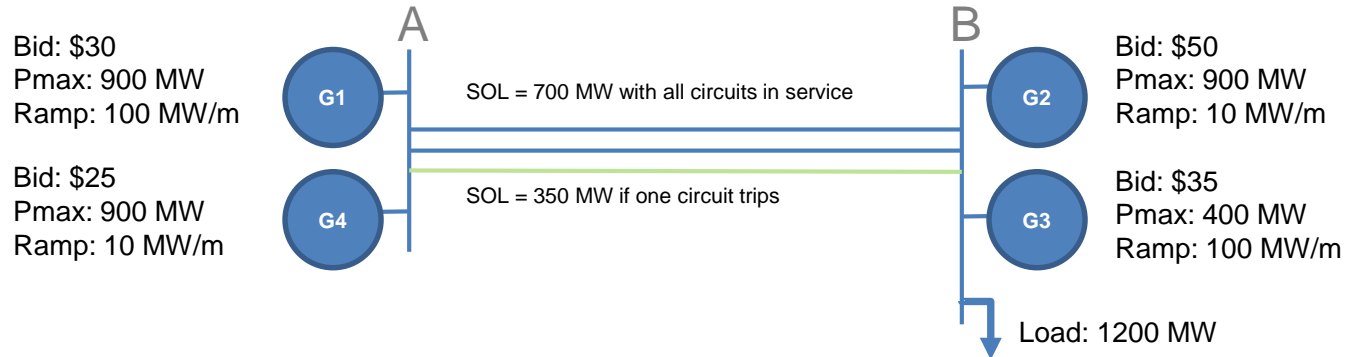 A
B
Bid: $30
Pmax: 900 MW
Ramp: 100 MW/m
G1
SOL = 700 MW with all circuits in service
G2
Bid: $50
Pmax: 900 MW
Ramp: 10 MW/m
Bid: $25
Pmax: 900 MW
Ramp: 10 MW/m
G4
SOL = 350 MW if one circuit trips
G3
Bid: $35
Pmax: 400 MW
Ramp: 100 MW/m
Load: 1200 MW